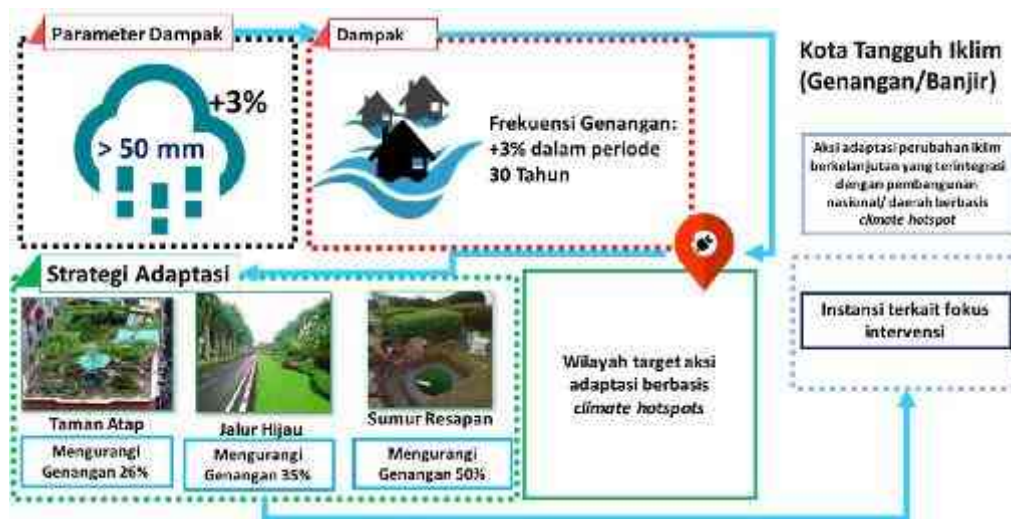 Parameter Dampak
+3%
> 50 mm
Dampak
Frekuensi Genangan:
+3% dalam periode
30 Tahun
Kota Tangguh Iklim
(Genangan/Banjir)
Aksi adaptasi perubahan iklim
berkelanjutan yang terintegrasi
dengan pembangunan
nasional/ daerah berbasis
climate hotspot
Instansi terkait fokus
intervensi
Strategi Adaptasi
Taman Atap
Mengurangi
Genangan 26%
Jalur Hijau
Mengurangi
Genangan 35%
Sumur Resapan
Mengurangi
Genangan 50%
Wilayah target aksi
adaptasi berbasis
climate hotspots